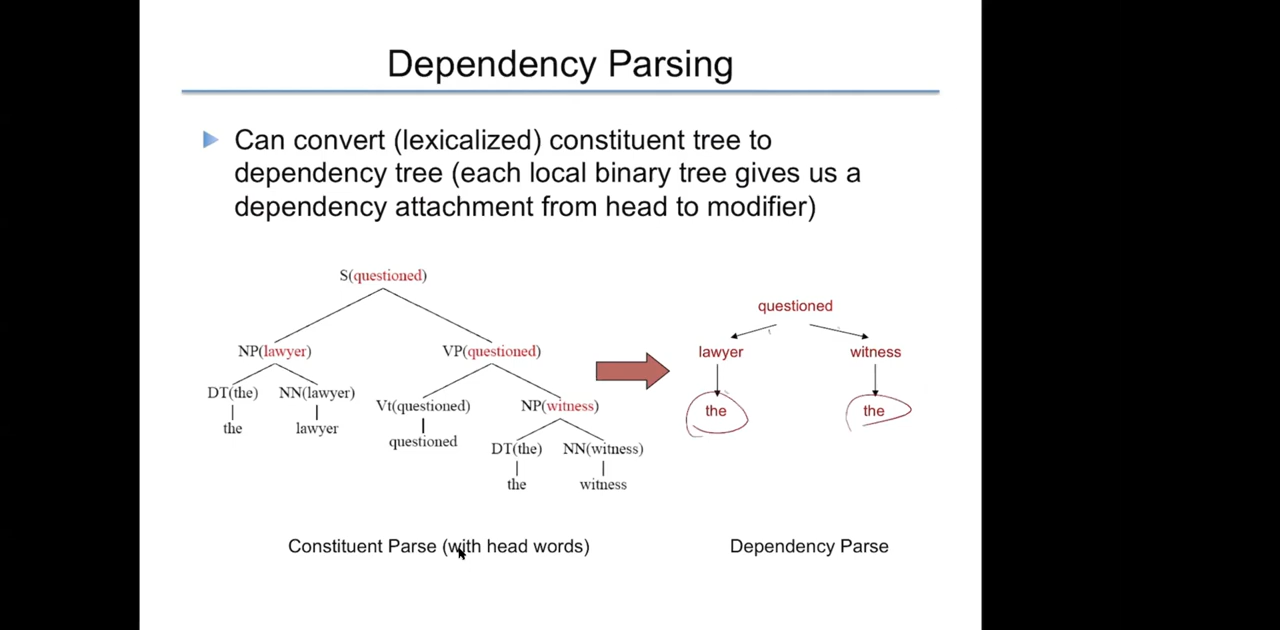 Dependency Parsing
Can convert (lexicalized) constituent tree to
dependency tree (each local binary tree gives us a
dependency attachment from head to modifier)
S(questioned)
NP(lawyer) VP(questioned)
DT(the) NN(lawyer) Vt(questioned) NP(witness)
the lawyer questioned DT(the) NN(witness)
the witness
questioned
lawyer witness
the the
Constituent Parse (with head words)
Dependency Parse